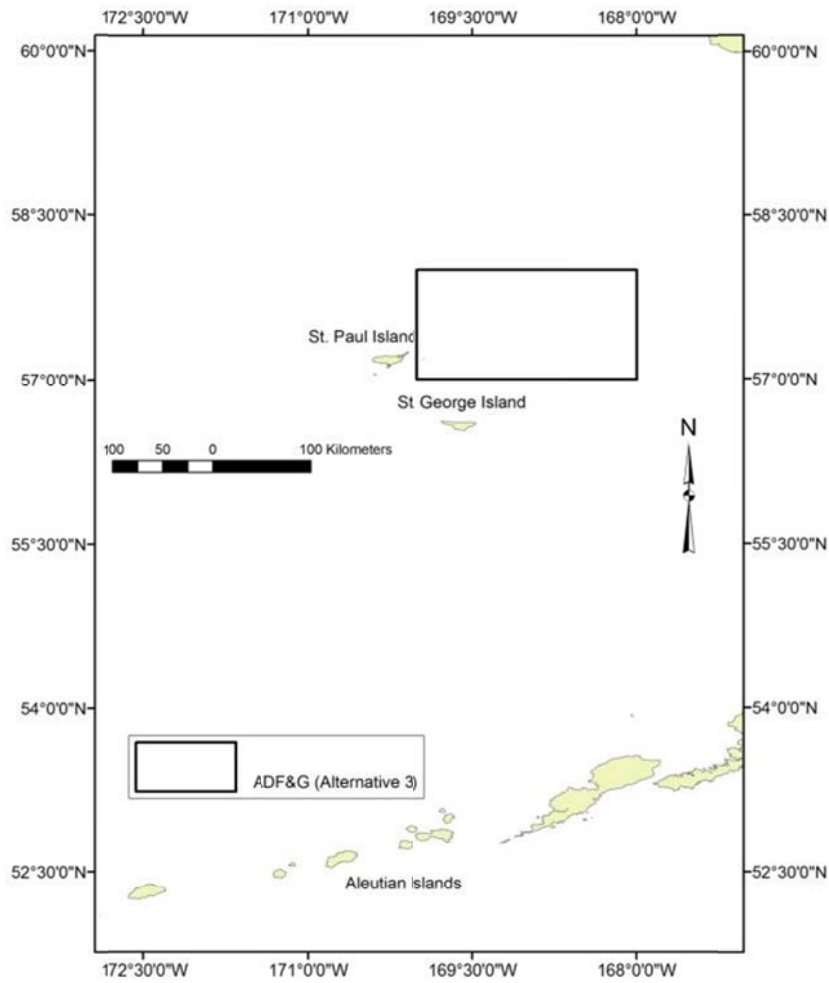 172°30'0"W 171°0'0"W 169°30'0"W 168°0'0"W
60°0'0"N 60°0'0"N
58°30'0"N 58°30'0"N
St. Paul Island
57°0'0"N 57°0'0"N
St. George Island
N
100 50 0 100 Kilometers
55°30'0"N 55°30'0"N
54°0'0"N 54°0'0"N
ADF&G (Alternative 3)
52°30'0"N 52°30'0"N
Aleutian Islands
172°30'0"W 171°0'0"W 169°30'0"W 168°0'0"W